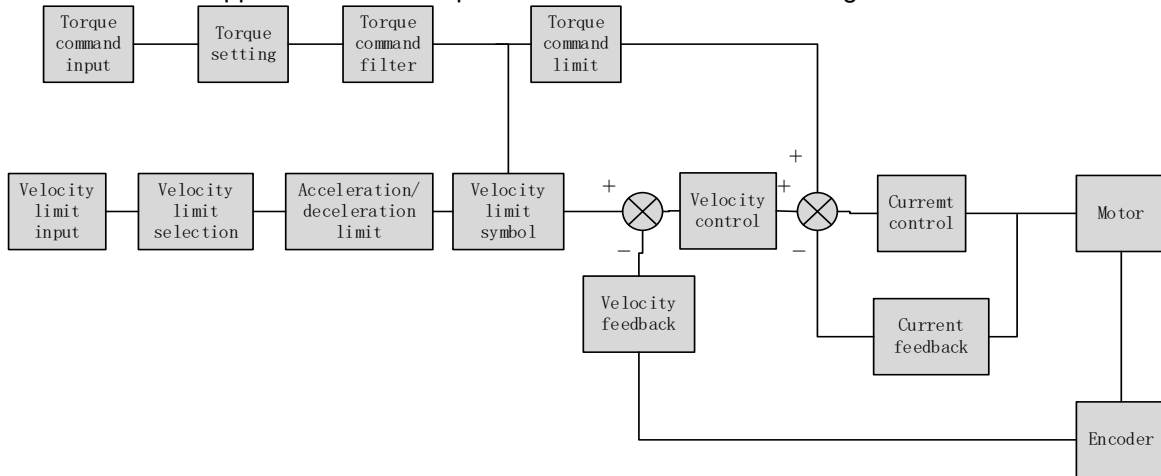 Torque
command
input
Torque
setting
Torque
command
filter
Torque
command
limit
Velocity
limit
input
Velocity
limit
selection
Acceleration/
deceleration
limit
Velocity
limit
symbol
+
−
Velocity
control
+
+
−
Curremt
control
Motor
Velocity
feedback
Current
feedback
Encoder